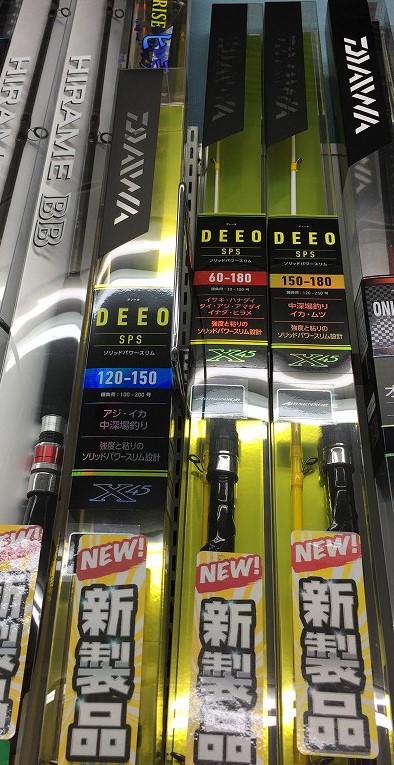 RISE
HIRAME BB
DAIWA
DEEO
SPS
ソリッドパワースリム
120-150
アジ・イカ
中深場釣り
強度と粘りの
ソリッドパワースリム設計
X45
NEW!
新製品
DEEO
SPS
ソリッドパワースリム
60-180
イサキ・ハナダイ
タイ・アジ・アマダイ
イナダ・ヒラメ
強度と粘りの
ソリッドパワースリム設計
X45
AIRSENSOR
NEW!
新製品
DEEO
SPS
ソリッドパワースリム
150-180
中深場釣り
イカ・ムツ
強度と粘りの
ソリッドパワースリム設計
X45
AIRSENSOR
NEW!
新製品
DAIWA